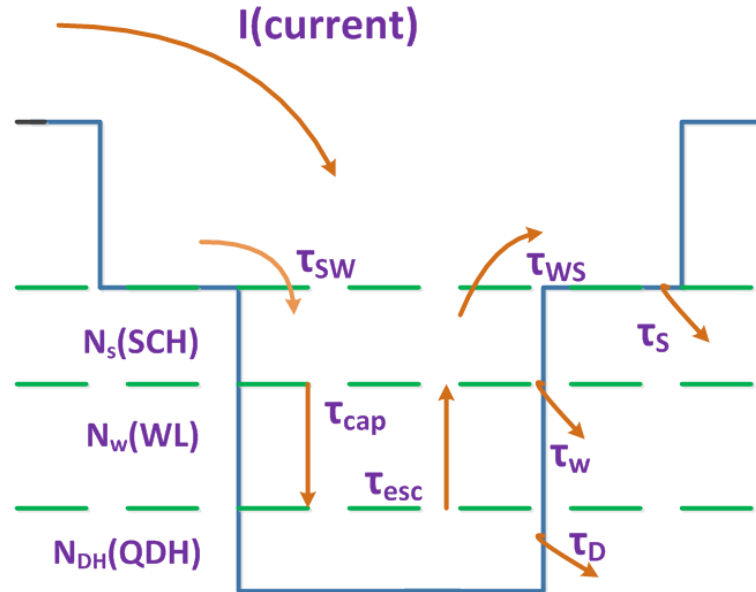 I(current)
τSW
τWS
Ns(SCH)
τS
τcap
Nw(WL)
τw
τesc
NDH(QDH)
τD